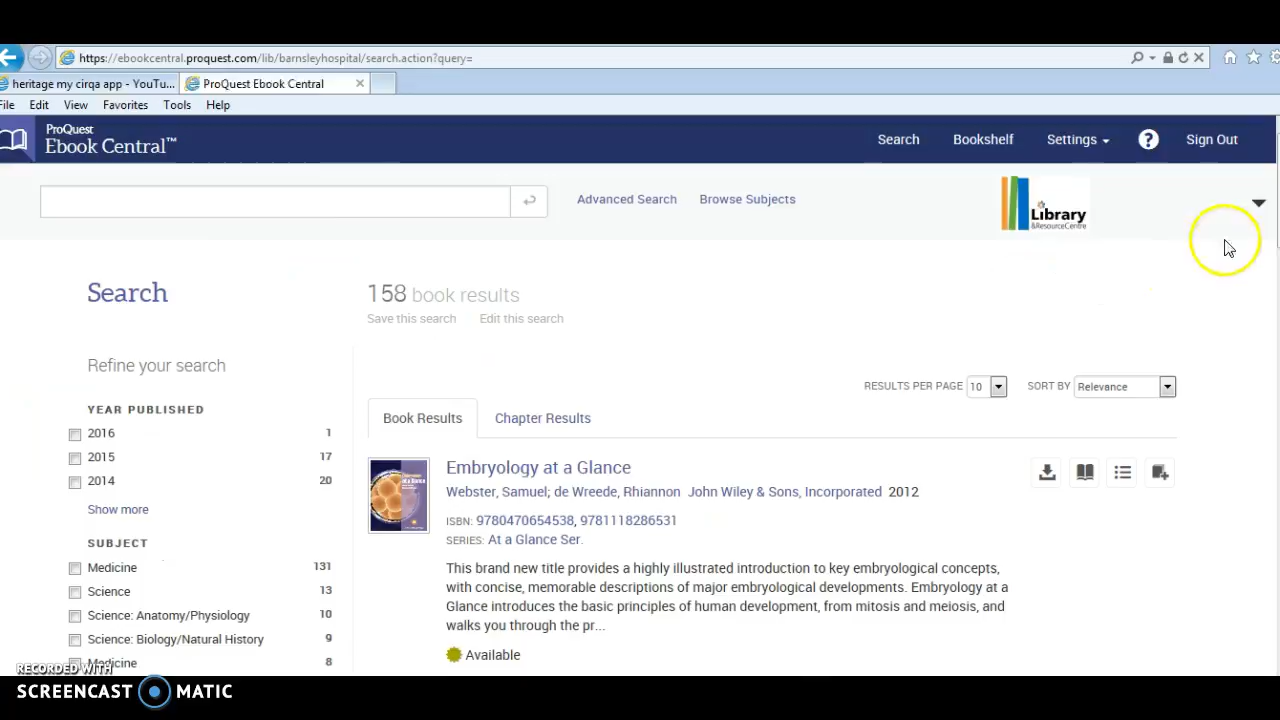 https://ebookcentral.proquest.com/lib/barnsleyhospital/search.action?query=
heritage my cirqa app - YouTu...
ProQuest Ebook Central
File Edit View Favorites Tools Help
ProQuest
Ebook Central™
Search Bookshelf Settings ? Sign Out
Advanced Search Browse Subjects
Library
&ResourceCentre
Search
158 book results
Save this search Edit this search
Refine your search
RESULTS PER PAGE 10 SORT BY Relevance
YEAR PUBLISHED
2016 1
2015 17
2014 20
Show more
Book Results Chapter Results
Embryology at a Glance
Webster, Samuel; de Wreede, Rhiannon John Wiley & Sons, Incorporated 2012
ISBN: 9780470654538, 9781118286531
SERIES: At a Glance Ser.
This brand new title provides a highly illustrated introduction to key embryological concepts,
with concise, memorable descriptions of major embryological developments. Embryology at a
Glance introduces the basic principles of human development, from mitosis and meiosis, and
walks you through the pr...
Available
SUBJECT
Medicine 131
Science 13
Science: Anatomy/Physiology 10
Science: Biology/Natural History 9
Medicine 8
RECORDED WITH
SCREENCAST MATIC